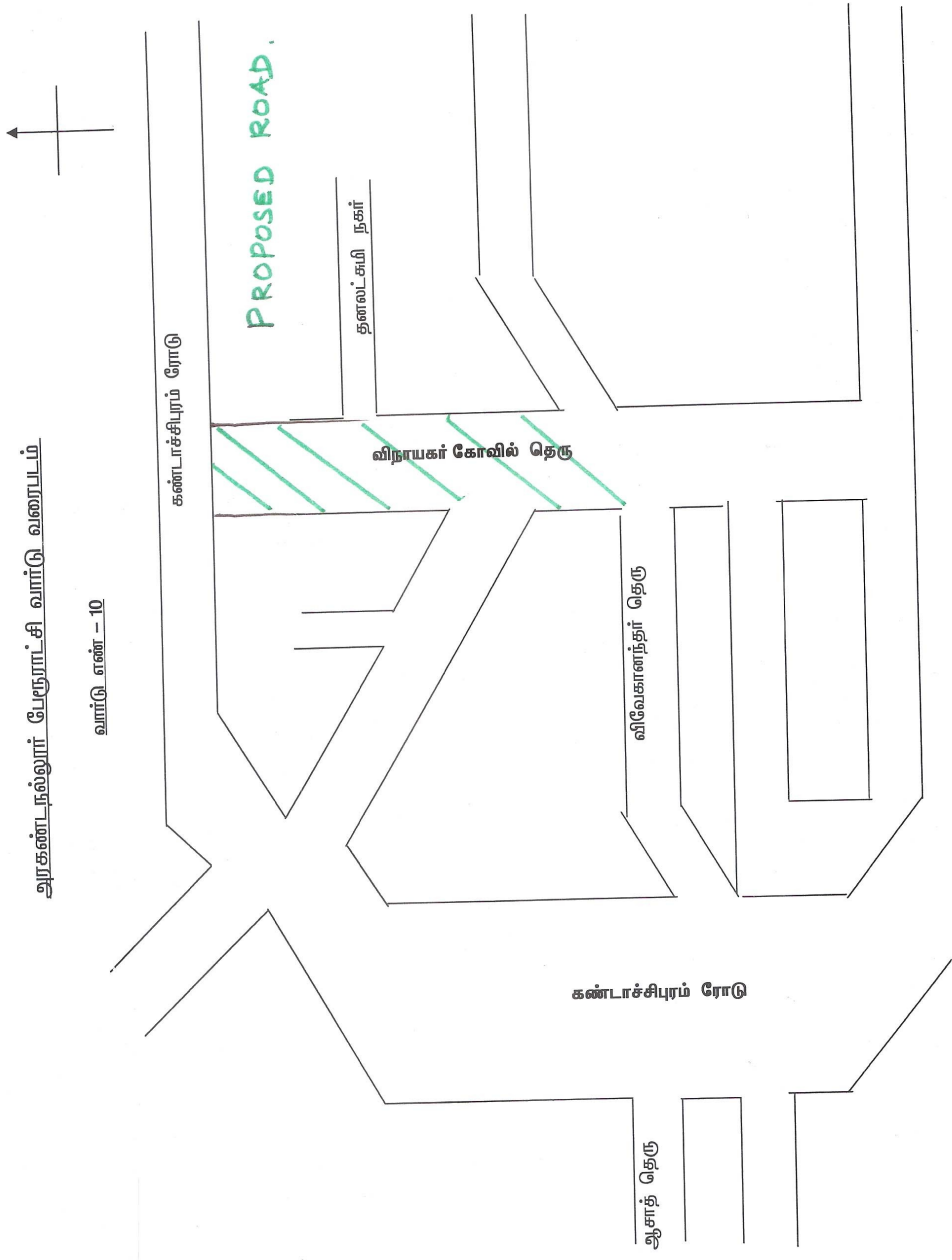 அரகண்டநல்லூர் பேரூராட்சி வார்டு வரைபடம்
வார்டு எண் – 10
கண்டாச்சிபுரம் ரோடு
PROPOSED ROAD.
தனலட்சுமி நகர்
விநாயகர் கோவில் தெரு
விவேகானந்தர் தெரு
கண்டாச்சிபுரம் ரோடு
ஆசாத் தெரு